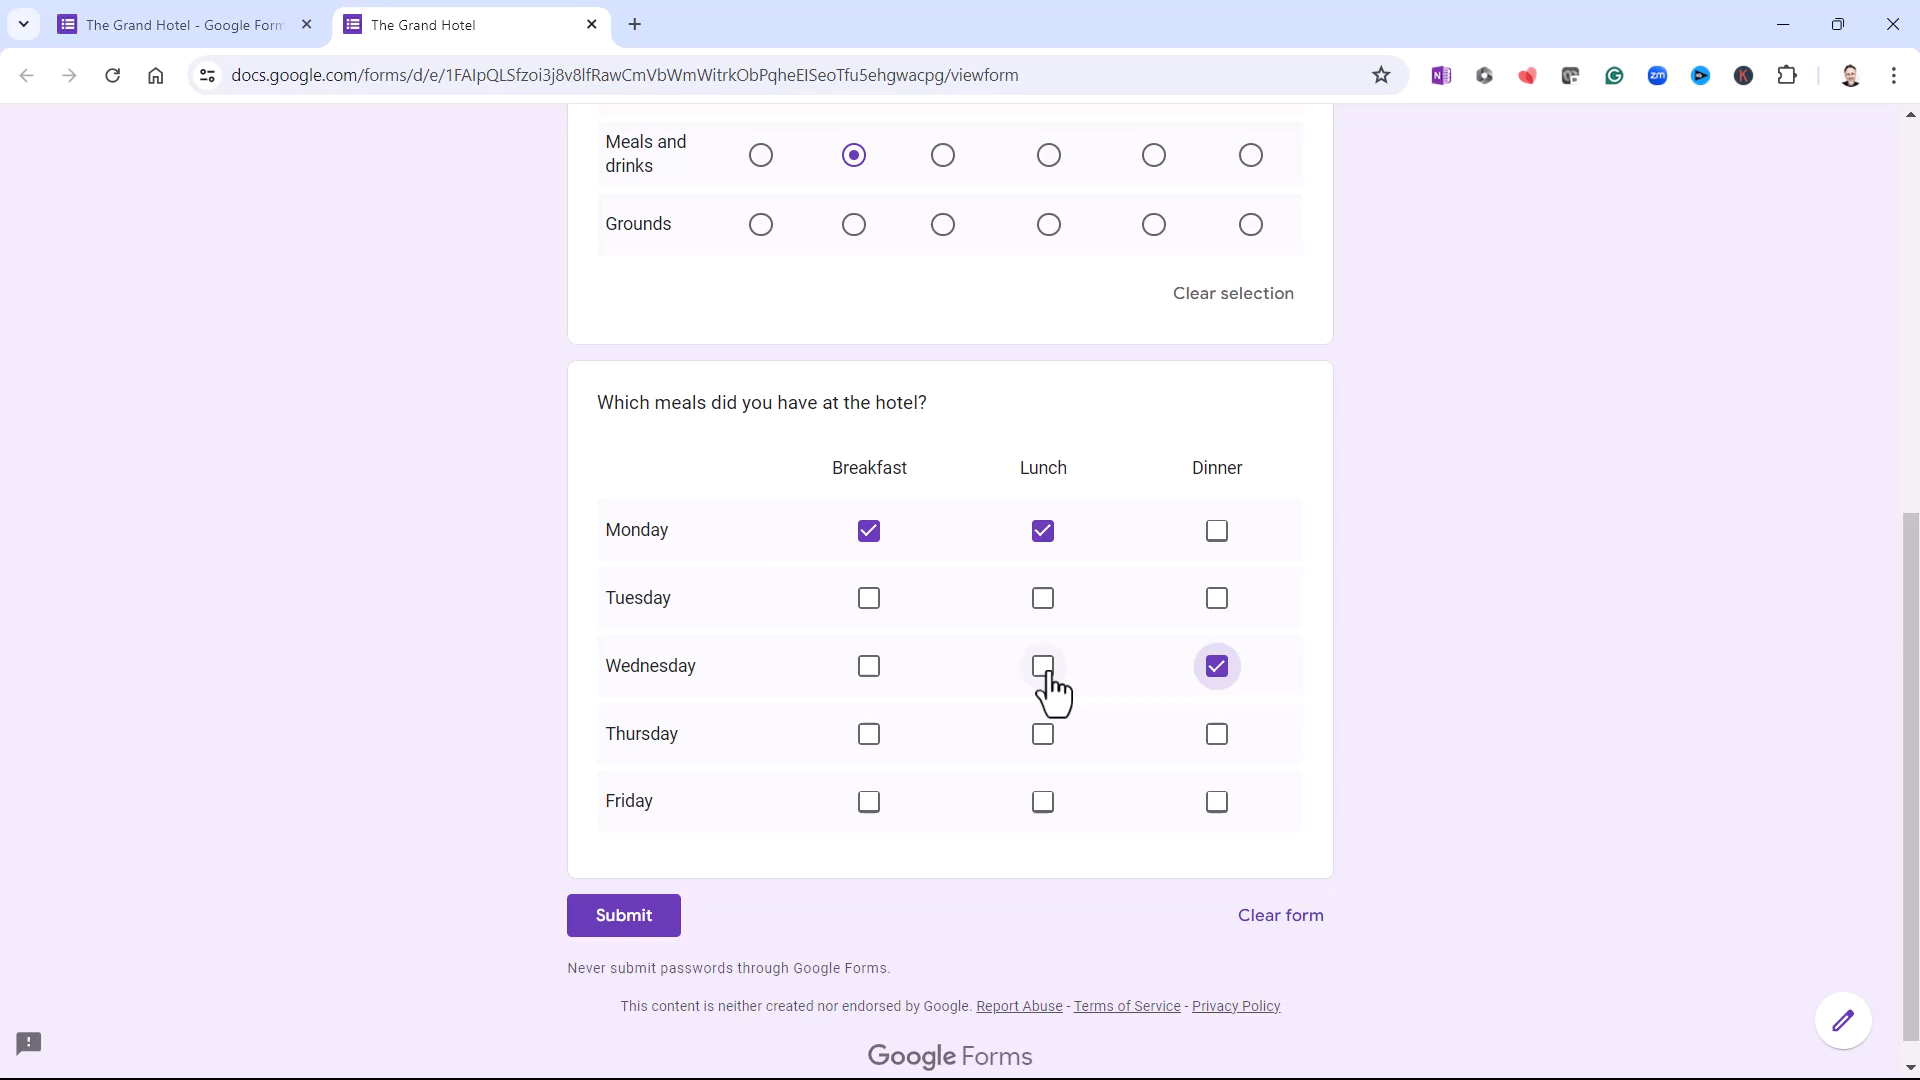 The Grand Hotel - Google Form
The Grand Hotel
docs.google.com/forms/d/e/1FAIpQLSfzoi3j8v8lfRawCmVbWmWitrkObPqheEISeoTfu5ehgwacpg/viewform
Meals and
drinks
Grounds
Clear selection
Which meals did you have at the hotel?
Breakfast Lunch Dinner
Monday
Tuesday
Wednesday
Thursday
Friday
Submit
Clear form
Never submit passwords through Google Forms.
This content is neither created nor endorsed by Google. Report Abuse - Terms of Service - Privacy Policy
Google Forms